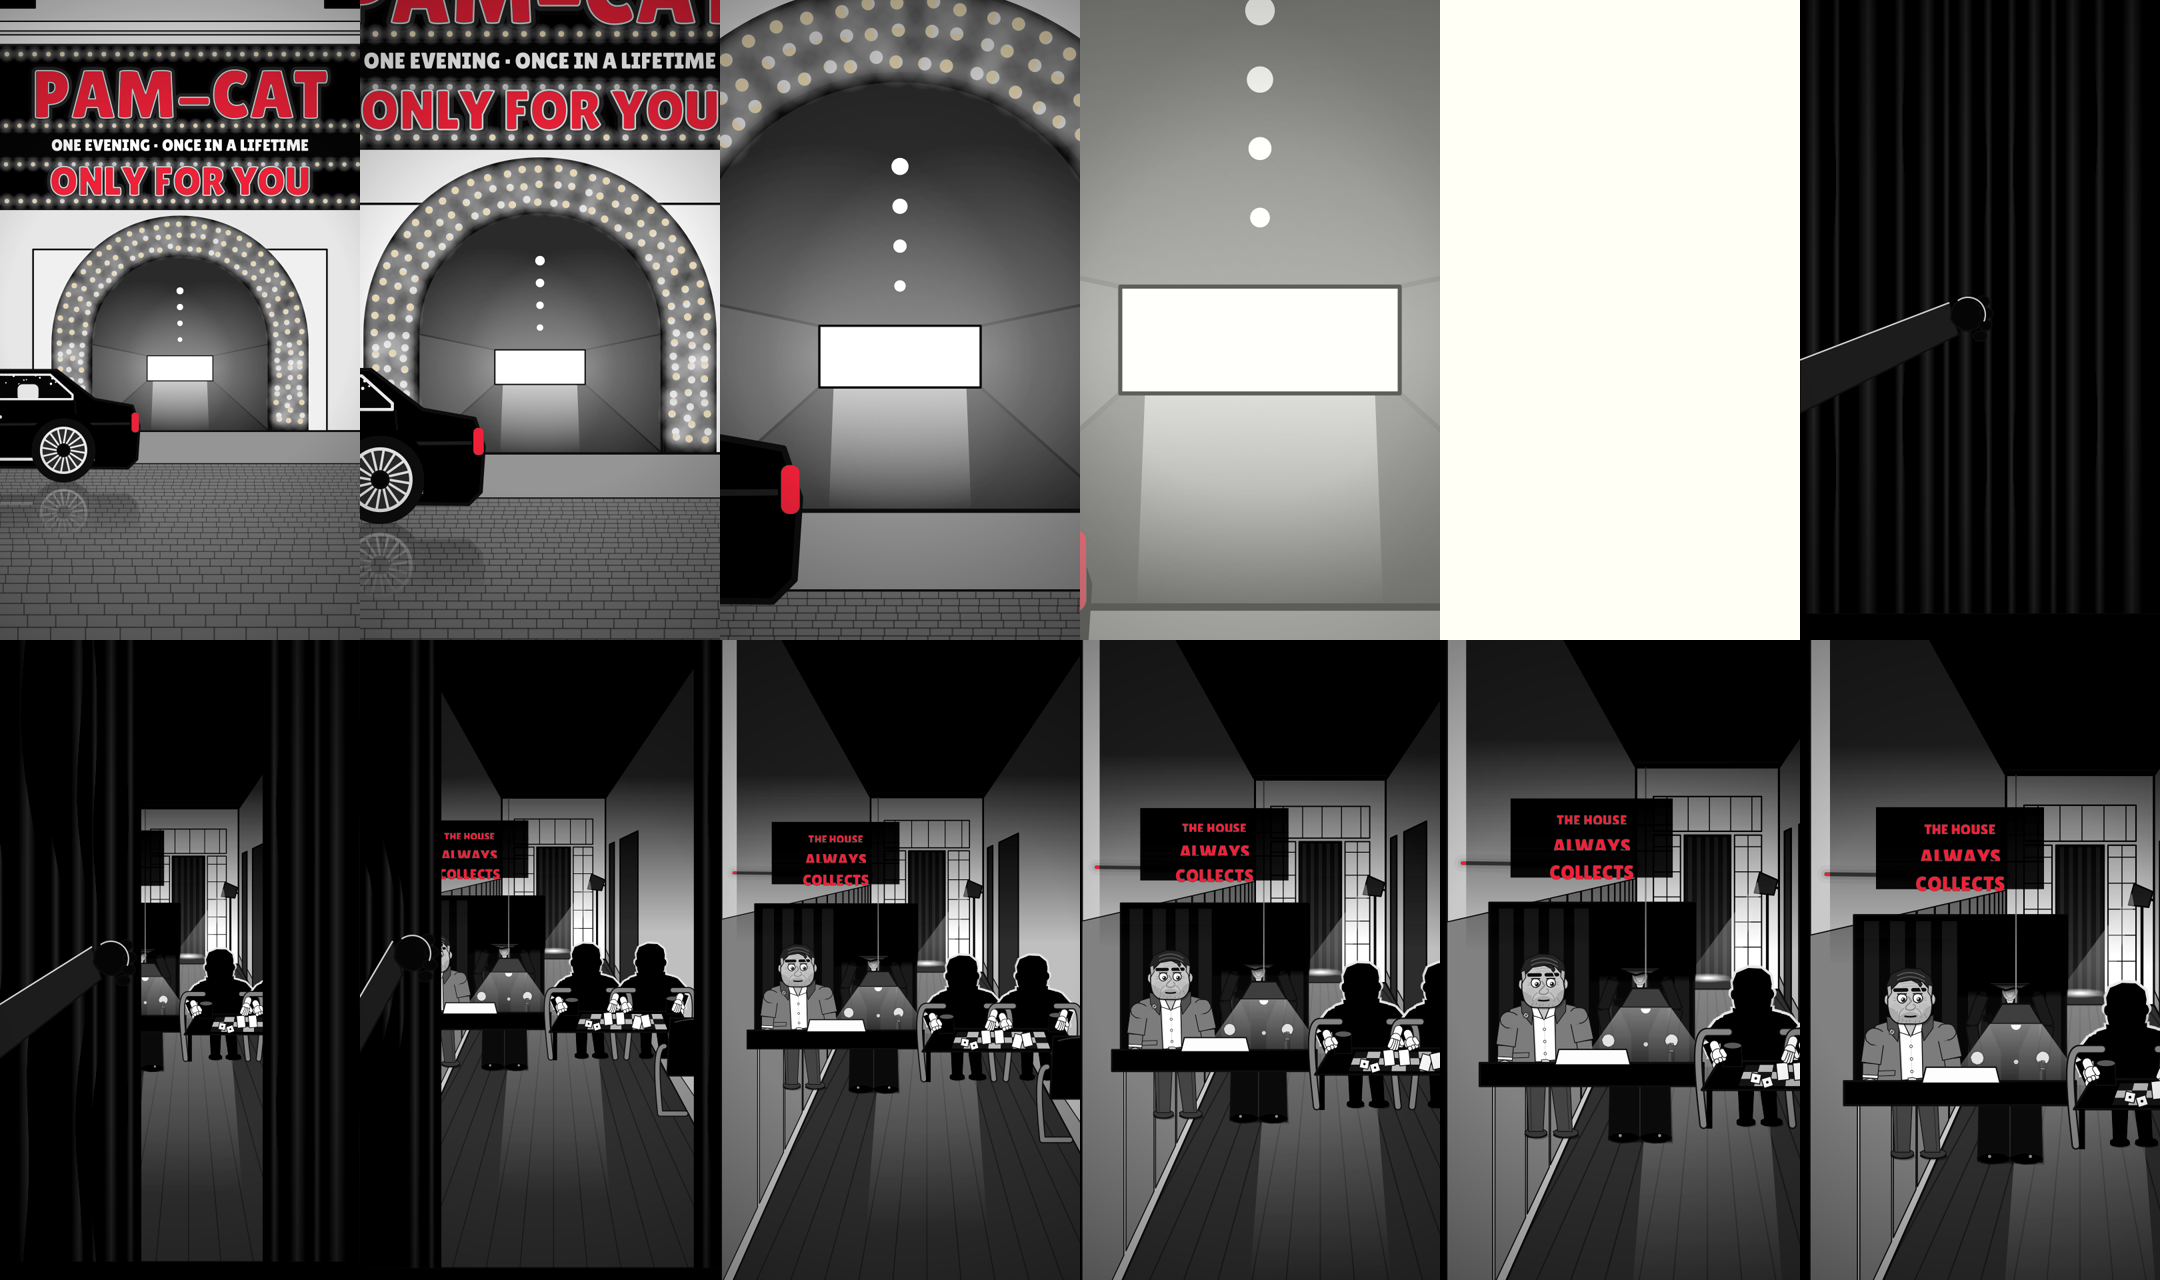 PAM-CAT
ONE EVENING · ONCE IN A LIFETIME
ONLY FOR YOU
PAM-CAT
ONE EVENING · ONCE IN A LIFETIME
ONLY FOR YOU
THE HOUSE
ALWAYS
COLLECTS
THE HOUSE
ALWAYS
COLLECTS
THE HOUSE
ALWAYS
COLLECTS
THE HOUSE
ALWAYS
COLLECTS
THE HOUSE
ALWAYS
COLLECTS